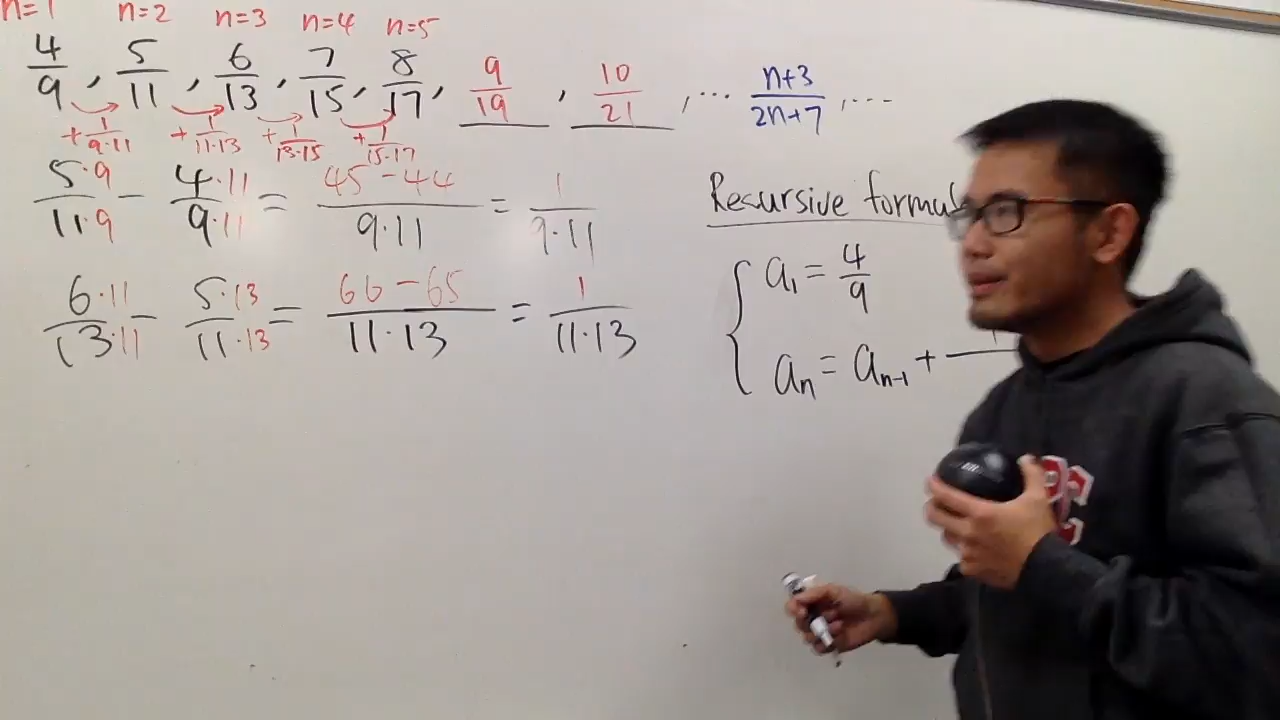 n=1 n=2 n=3 n=4 n=5
4/9, 5/11, 6/13, 7/15, 8/17, 9/19, 10/21, ... n+3/2n+7, ...
+1/9·11 +1/11·13 +1/13·15 +1/15·17
5·9/11·9 - 4·11/9·11 = 45-44/9·11 = 1/9·11
6·11/13·11 - 5·13/11·13 = 66-65/11·13 = 1/11·13
Recursive
a₁ = 4/9
aₙ = aₙ₋₁ +